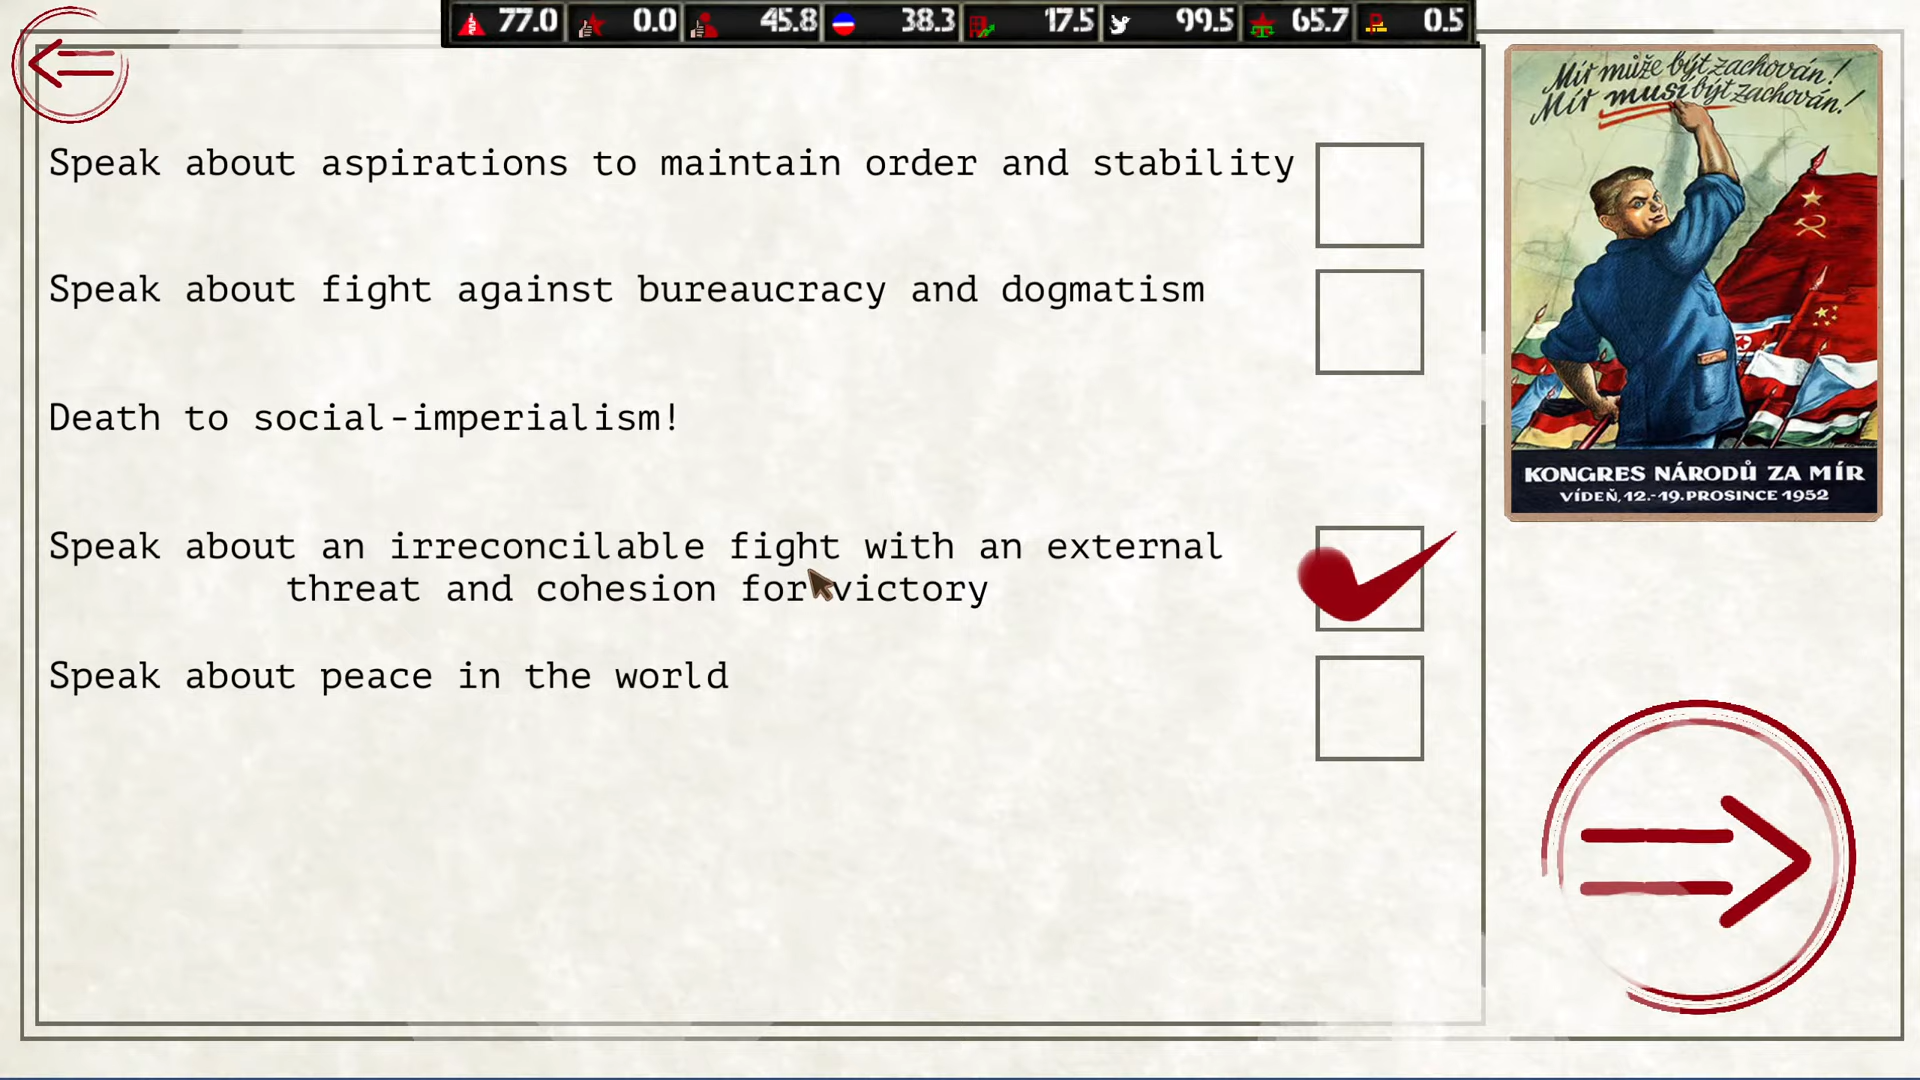 77.0 0.0 45.8 38.3 17.5 99.5 65.7 0.5
Speak about aspirations to maintain order and stability
Speak about fight against bureaucracy and dogmatism
Death to social-imperialism!
Speak about an irreconcilable fight with an external
threat and cohesion for victory
Speak about peace in the world
Mír může být zachován!
Mír musí být zachován!
KONGRES NÁRODŮ ZA MÍR
VÍDEŇ, 12.-19. PROSINCE 1952